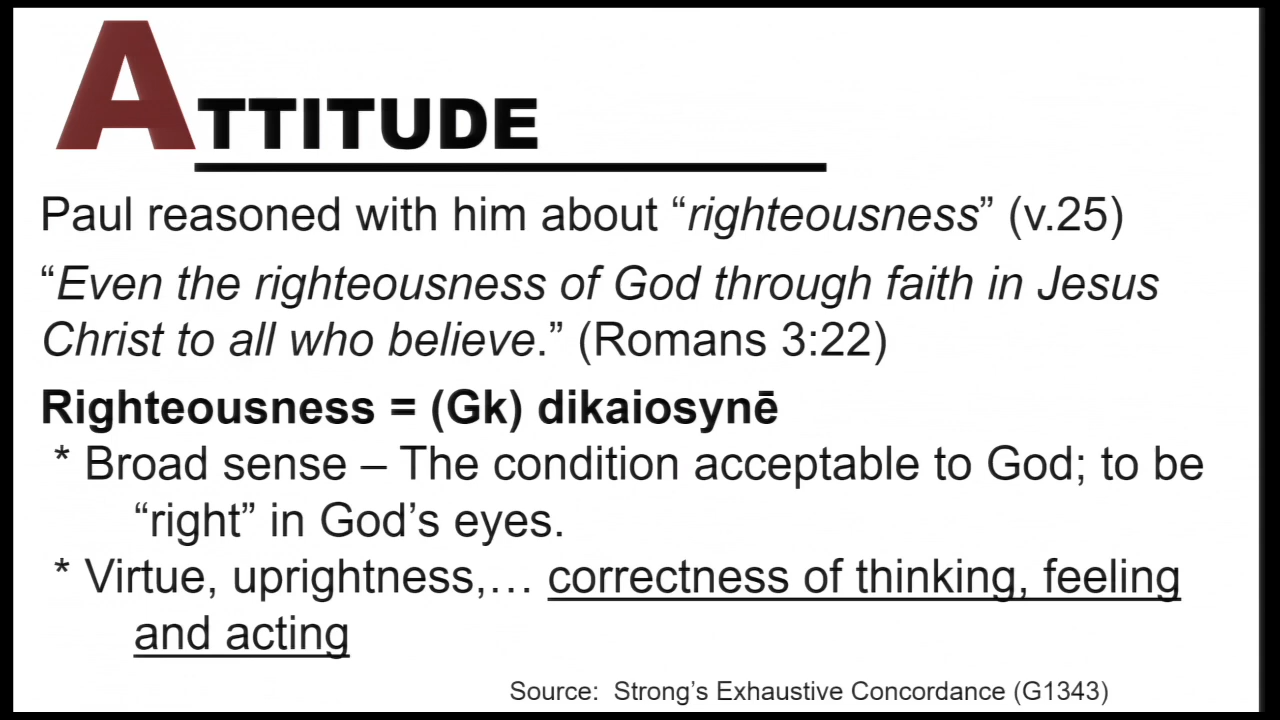 ATTITUDE
Paul reasoned with him about “righteousness” (v.25)
“Even the righteousness of God through faith in Jesus
Christ to all who believe.” (Romans 3:22)
Righteousness = (Gk) dikaiosynē
* Broad sense – The condition acceptable to God; to be
“right” in God’s eyes.
* Virtue, uprightness,… correctness of thinking, feeling
and acting
Source:  Strong’s Exhaustive Concordance (G1343)